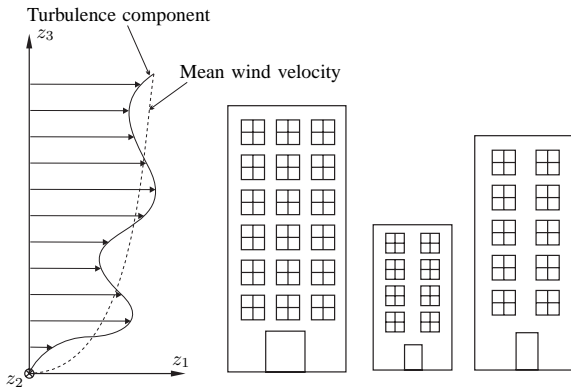 Turbulence component
z₃
Mean wind velocity
z₁
z₂